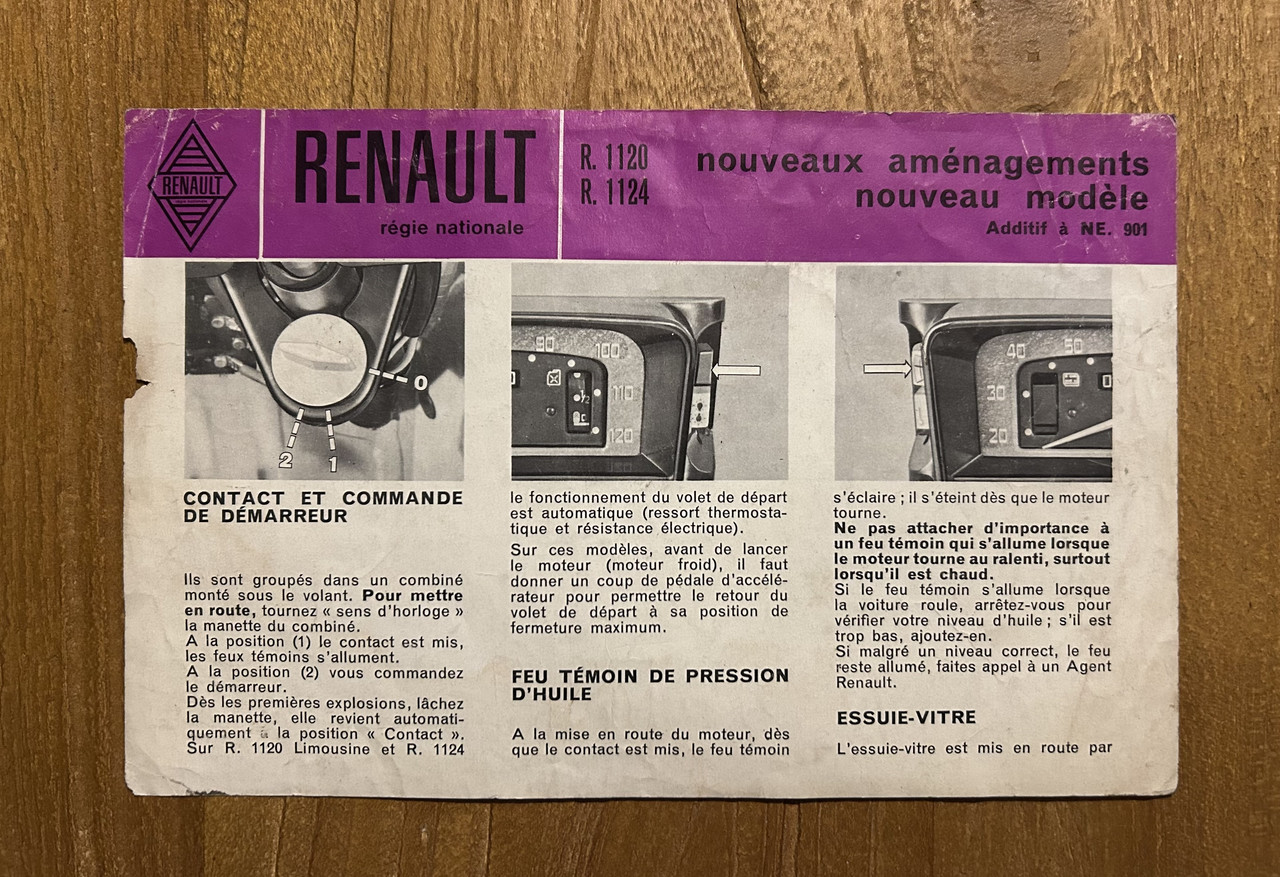 RENAULT
régie nationale
RENAULT
régie nationale
R. 1120
R. 1124
nouveaux aménagements
nouveau modèle
Additif à NE. 901
0
2
1
90
100
110
1/2
120
40
50
30
20
CONTACT ET COMMANDE
DE DÉMARREUR
Ils sont groupés dans un combiné
monté sous le volant. Pour mettre
en route, tournez « sens d'horloge »
la manette du combiné.
A la position (1) le contact est mis,
les feux témoins s'allument.
A la position (2) vous commandez
le démarreur.
Dès les premières explosions, lâchez
la manette, elle revient automati-
quement à la position « Contact ».
Sur R. 1120 Limousine et R. 1124
le fonctionnement du volet de départ
est automatique (ressort thermosta-
tique et résistance électrique).
Sur ces modèles, avant de lancer
le moteur (moteur froid), il faut
donner un coup de pédale d'accélé-
rateur pour permettre le retour du
volet de départ à sa position de
fermeture maximum.
FEU TÉMOIN DE PRESSION
D'HUILE
A la mise en route du moteur, dès
que le contact est mis, le feu témoin
s'éclaire ; il s'éteint dès que le moteur
tourne.
Ne pas attacher d'importance à
un feu témoin qui s'allume lorsque
le moteur tourne au ralenti, surtout
lorsqu'il est chaud.
Si le feu témoin s'allume lorsque
la voiture roule, arrêtez-vous pour
vérifier votre niveau d'huile ; s'il est
trop bas, ajoutez-en.
Si malgré un niveau correct, le feu
reste allumé, faites appel à un Agent
Renault.
ESSUIE-VITRE
L'essuie-vitre est mis en route par